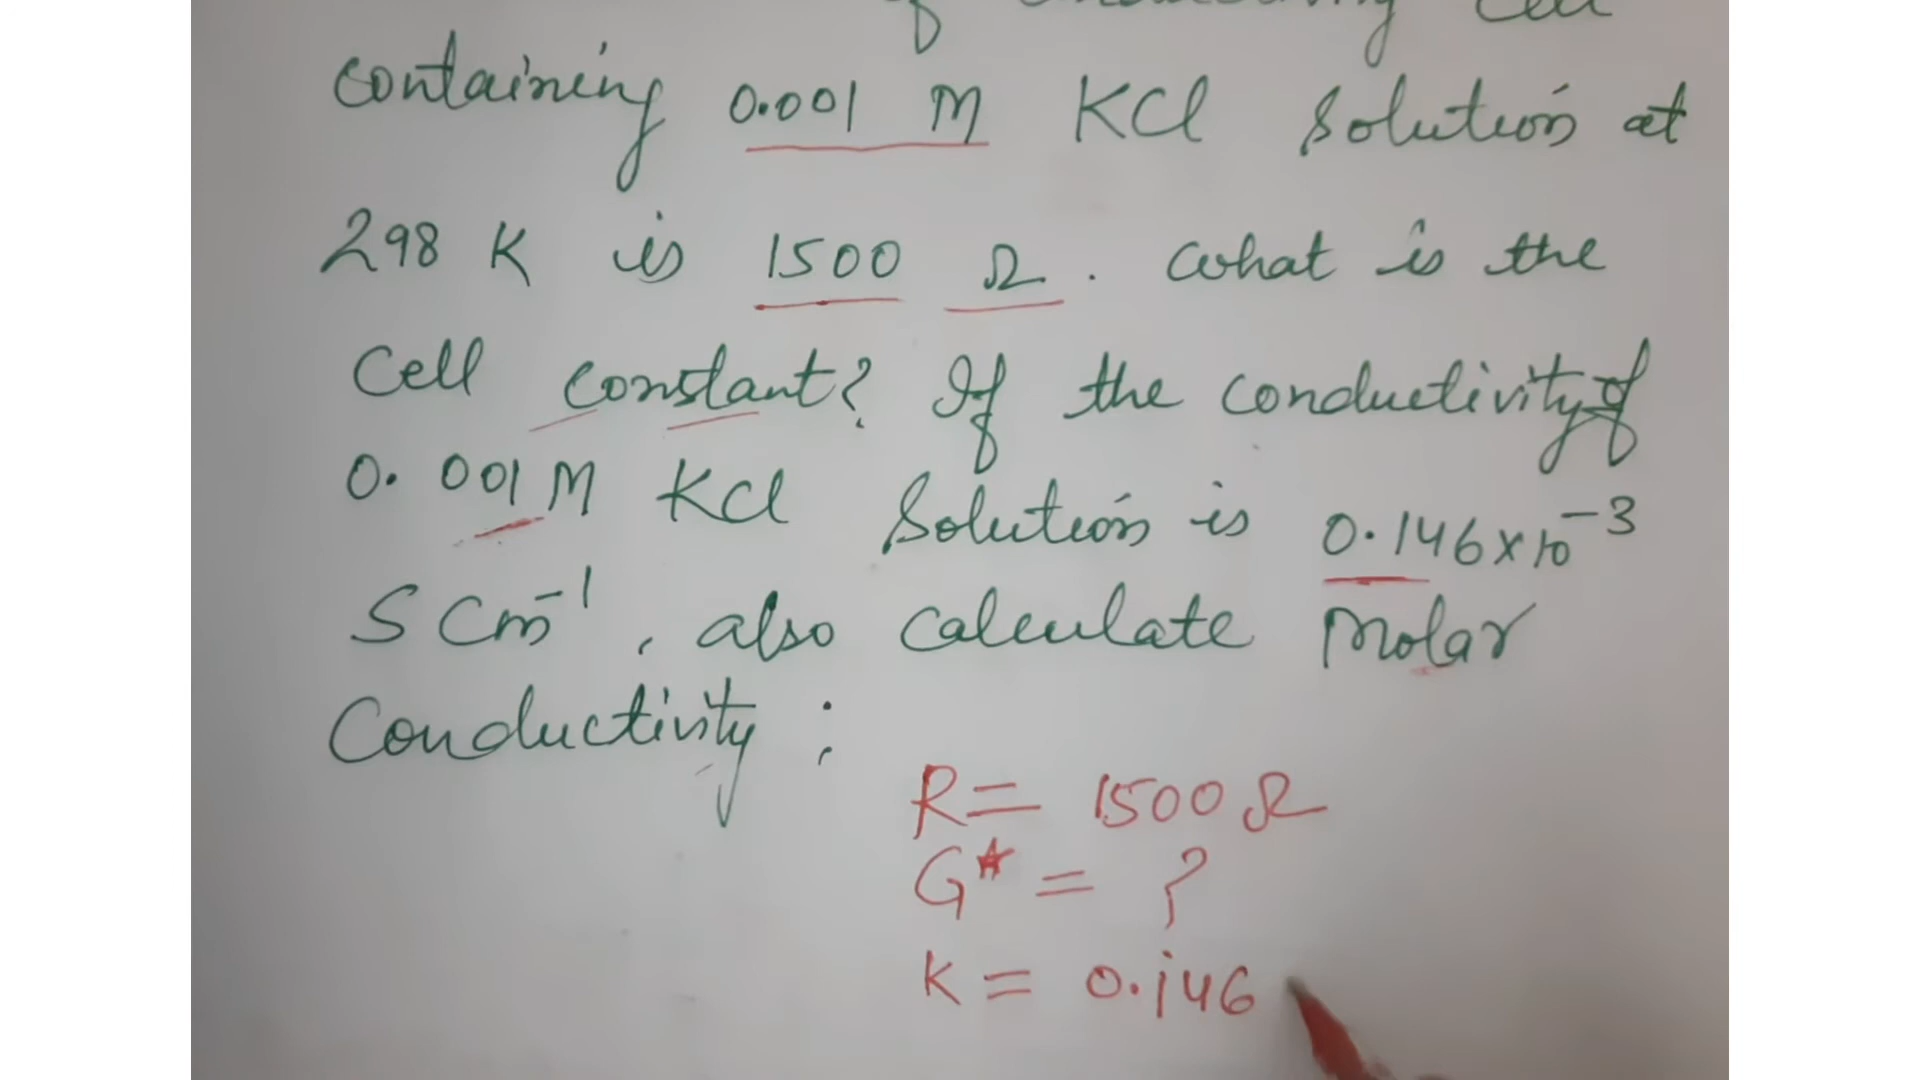 containing 0.001 M KCl solution at
298 K is 1500 Ω. what is the
Cell constant? If the conductivity of
0.001 M KCl solution is 0.146×10⁻³
S Cm⁻¹, also calculate Molar
Conductivity :
R = 1500 Ω
G* = ?
K = 0.146